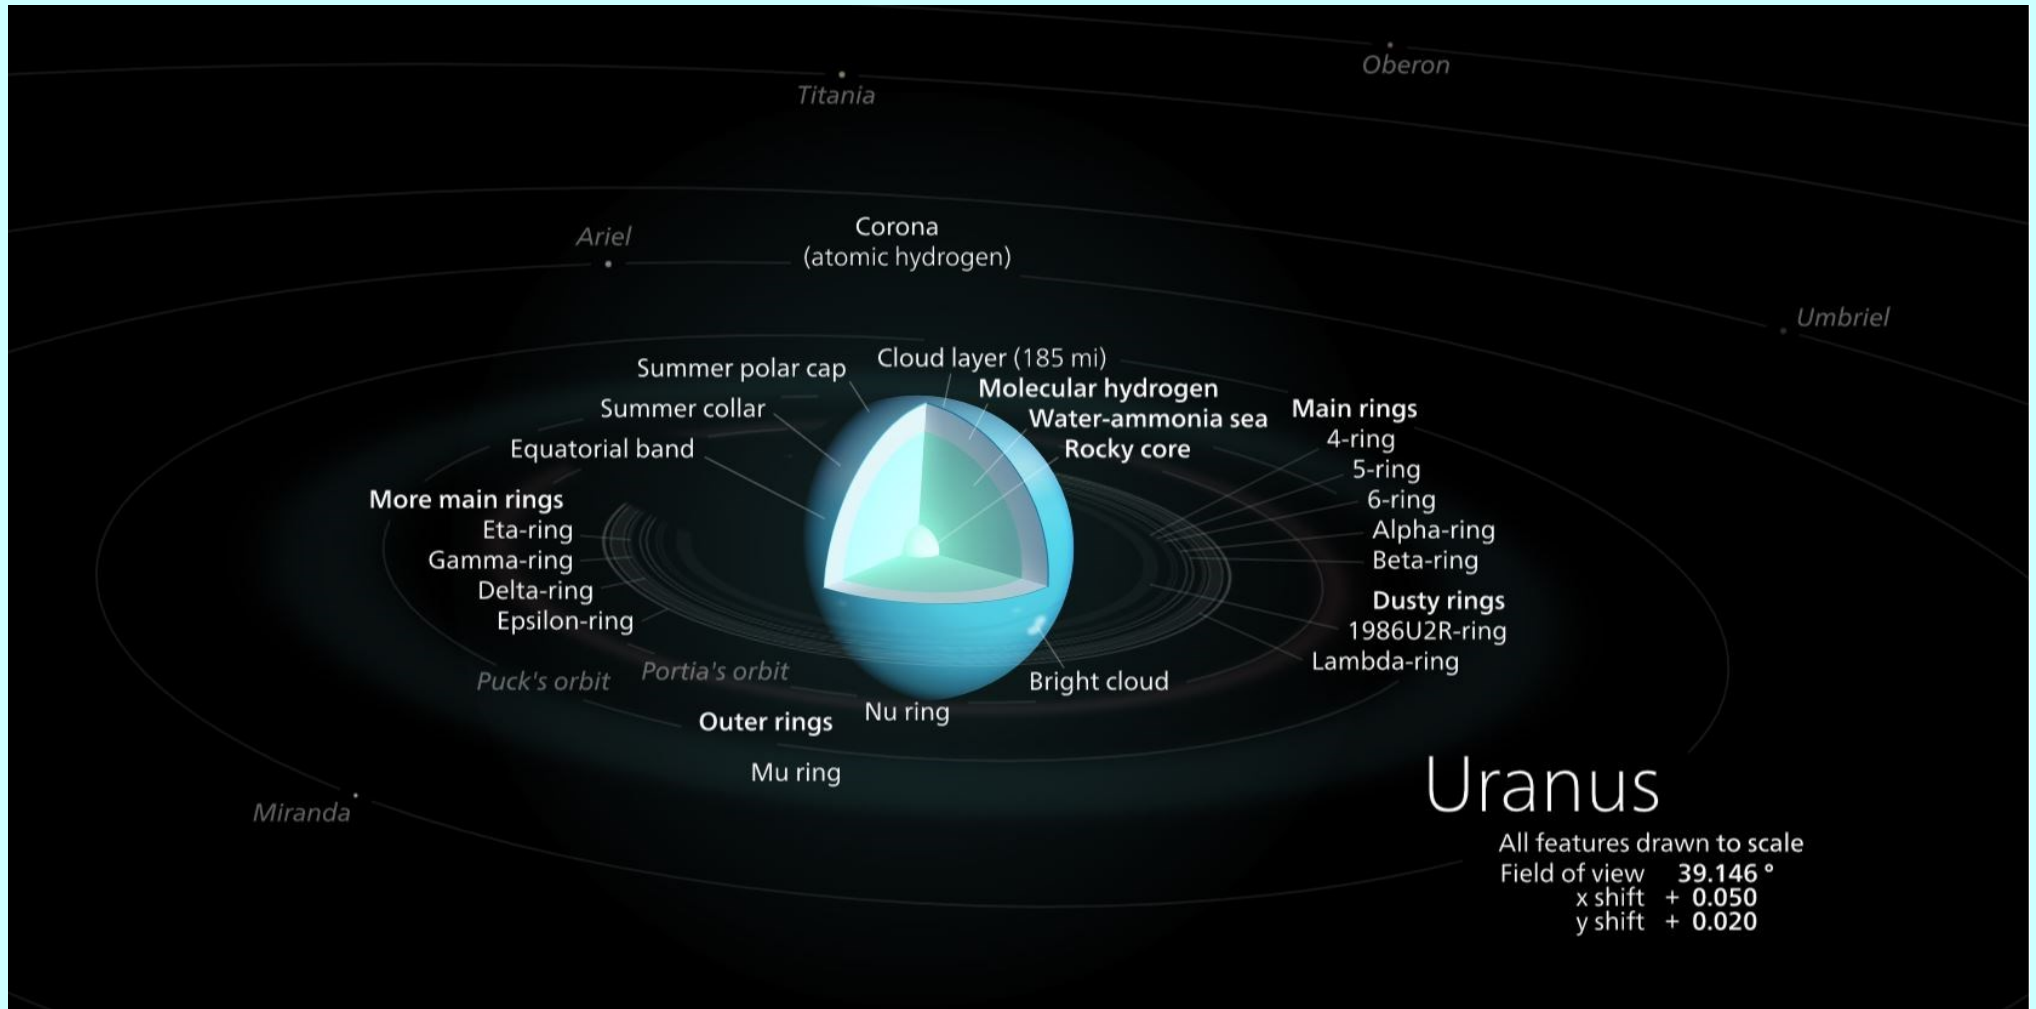 Oberon
Titania
Corona
(atomic hydrogen)
Ariel
Umbriel
Summer polar cap
Summer collar
Equatorial band
Cloud layer (185 mi)
Molecular hydrogen
Water-ammonia sea
Rocky core
Main rings
4-ring
5-ring
6-ring
Alpha-ring
Beta-ring
Dusty rings
1986U2R-ring
Lambda-ring
More main rings
Eta-ring
Gamma-ring
Delta-ring
Epsilon-ring
Puck's orbit
Portia's orbit
Bright cloud
Outer rings
Nu ring
Mu ring
Miranda
Uranus
All features drawn to scale
Field of view 39.146 °
x shift + 0.050
y shift + 0.020